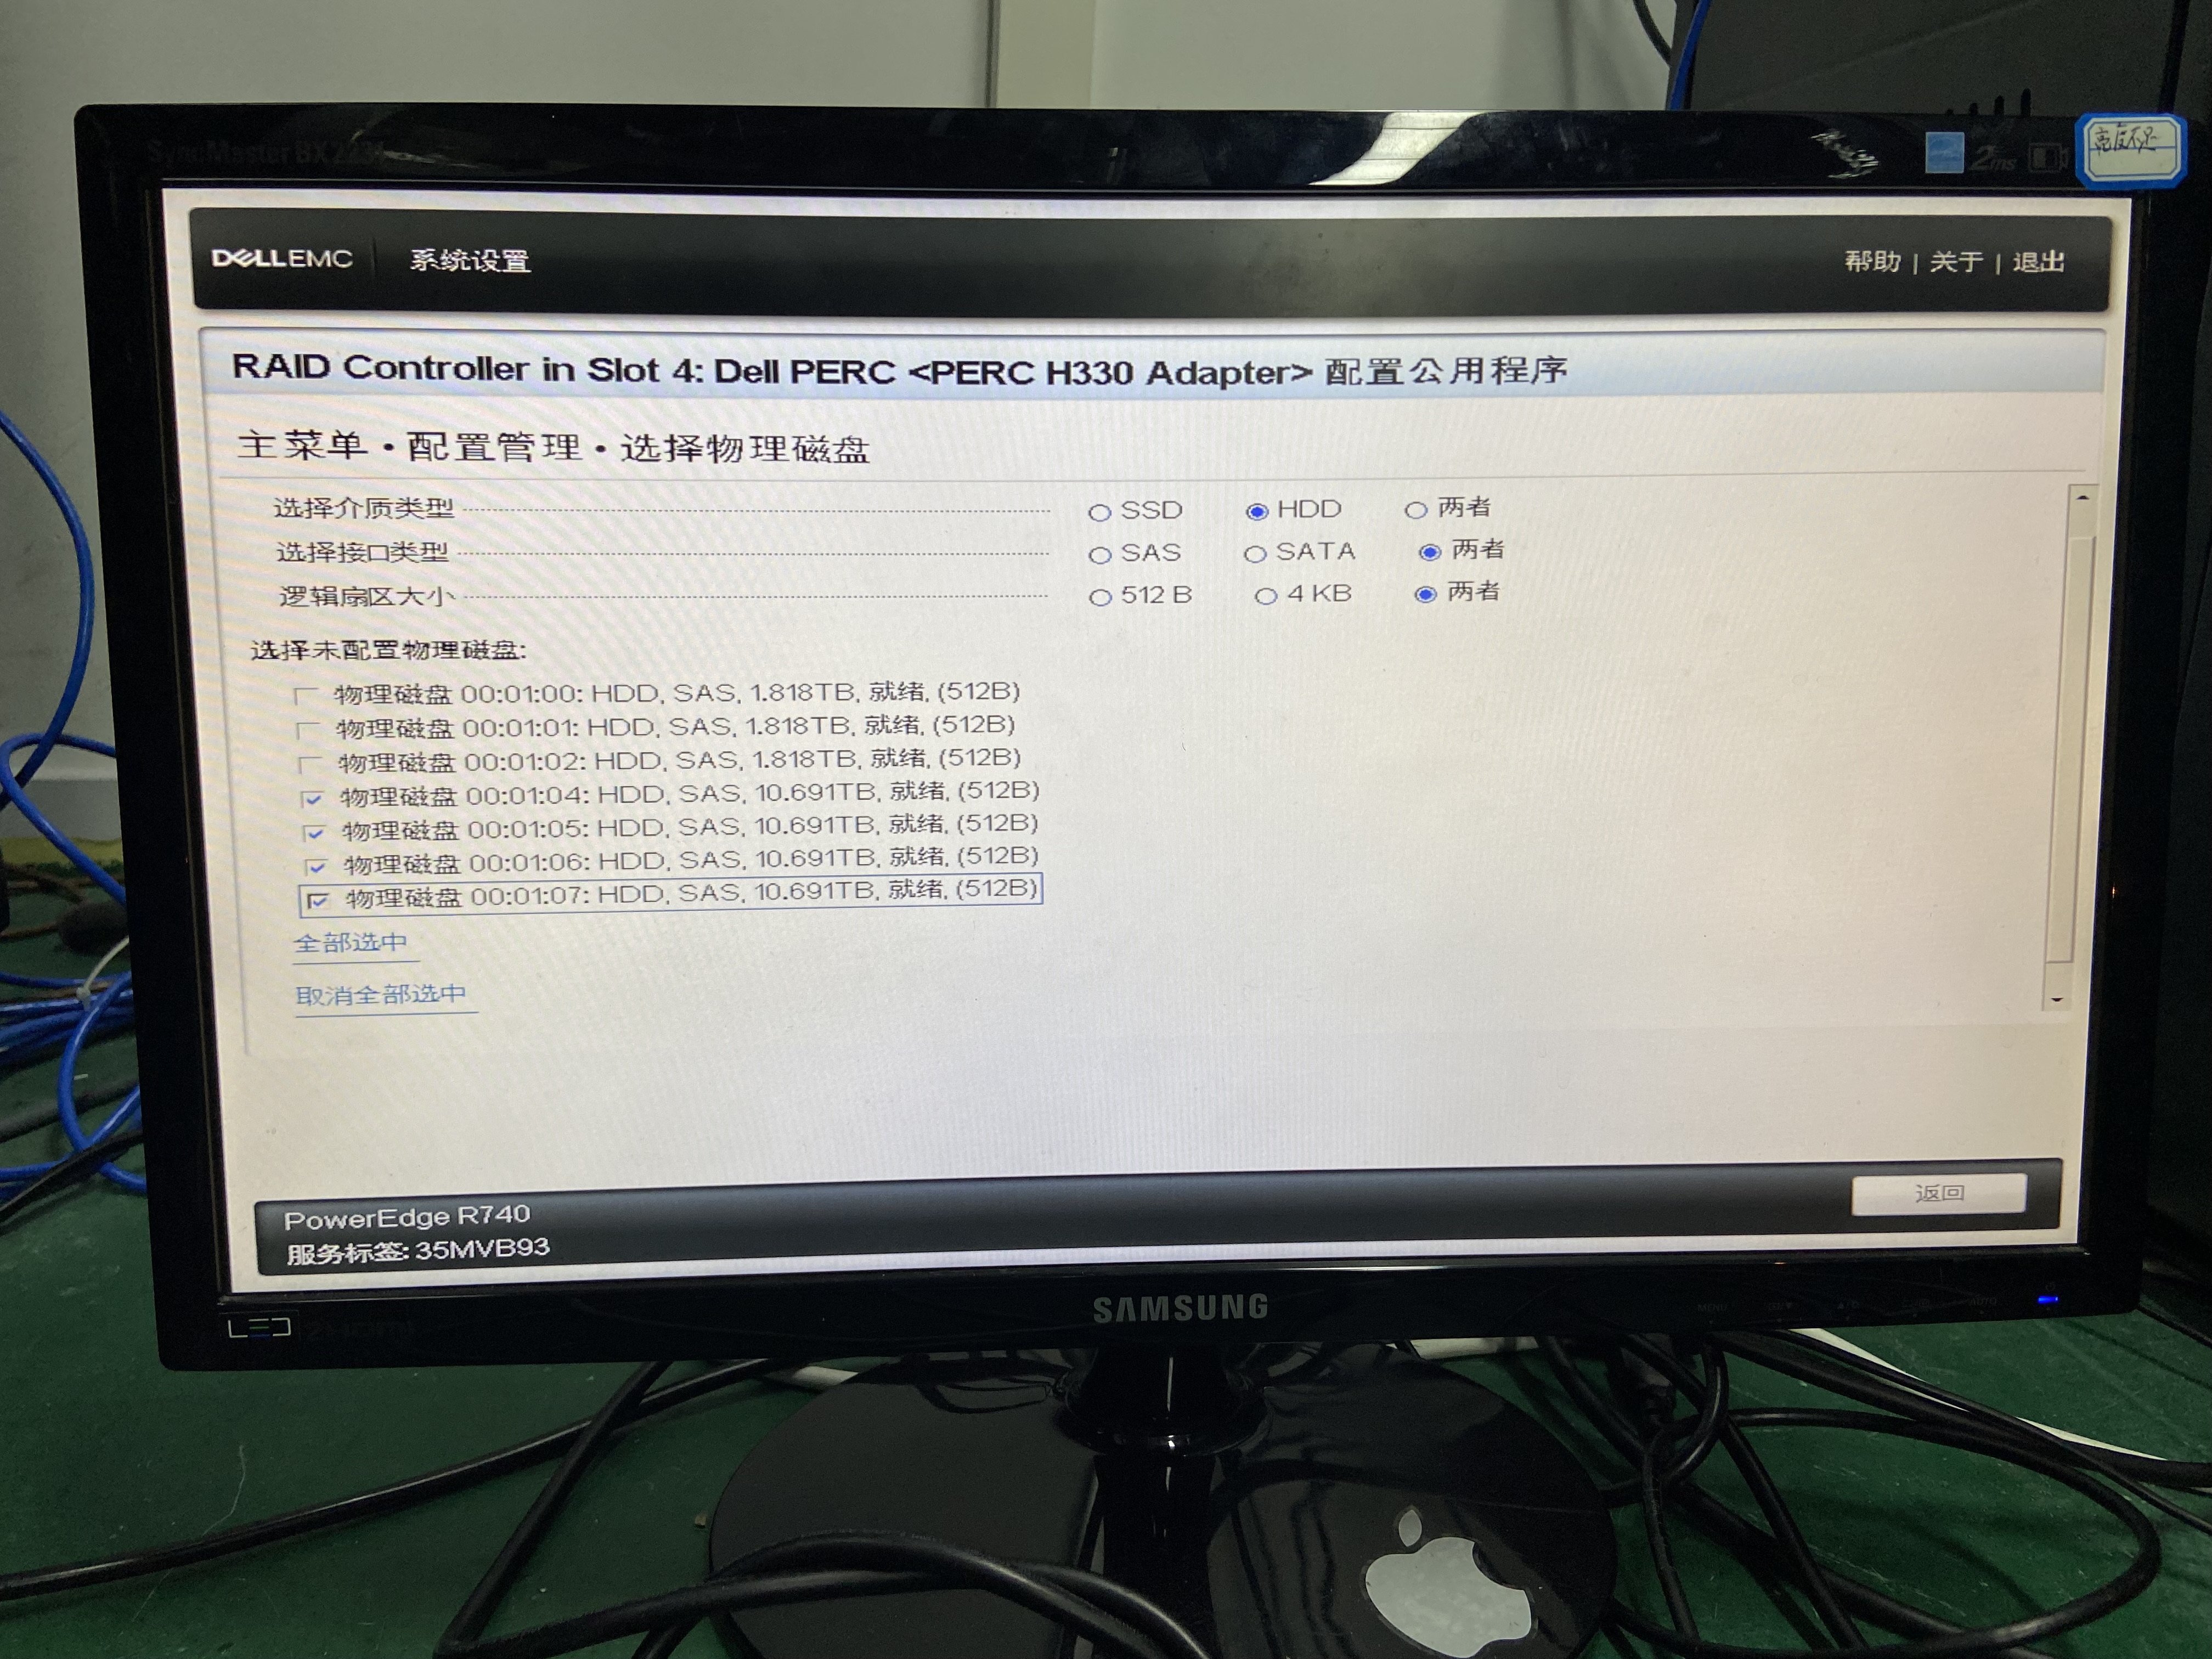 SyncMaster BX2231
2ms
亮度不足
DELLEMC 系统设置
帮助 | 关于 | 退出
RAID Controller in Slot 4: Dell PERC <PERC H330 Adapter> 配置公用程序
主菜单 • 配置管理 • 选择物理磁盘
选择介质类型 SSD HDD 两者
选择接口类型 SAS SATA 两者
逻辑扇区大小 512 B 4 KB 两者
选择未配置物理磁盘:
物理磁盘 00:01:00: HDD, SAS, 1.818TB, 就绪, (512B)
物理磁盘 00:01:01: HDD, SAS, 1.818TB, 就绪, (512B)
物理磁盘 00:01:02: HDD, SAS, 1.818TB, 就绪, (512B)
物理磁盘 00:01:04: HDD, SAS, 10.691TB, 就绪, (512B)
物理磁盘 00:01:05: HDD, SAS, 10.691TB, 就绪, (512B)
物理磁盘 00:01:06: HDD, SAS, 10.691TB, 就绪, (512B)
物理磁盘 00:01:07: HDD, SAS, 10.691TB, 就绪, (512B)
全部选中
取消全部选中
PowerEdge R740
服务标签: 35MVB93
返回
SAMSUNG
LED
MENU